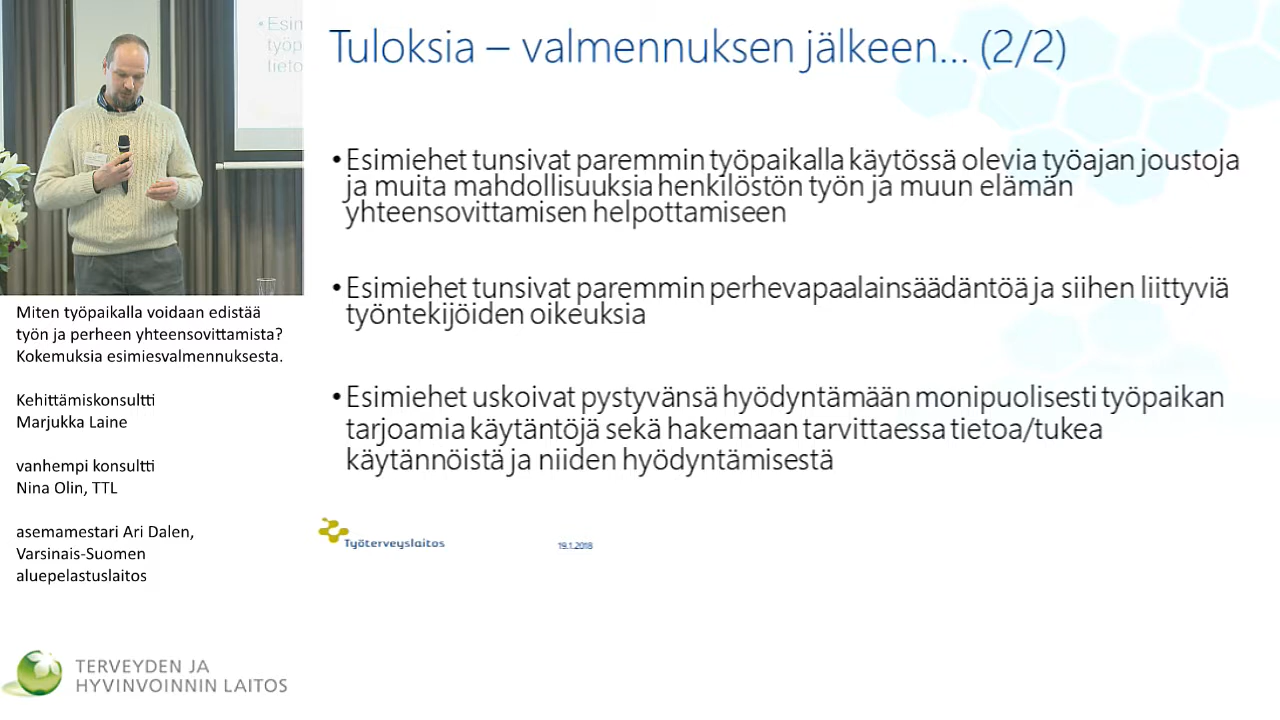 Esim
työp
tieto
Tuloksia – valmennuksen jälkeen... (2/2)
• Esimiehet tunsivat paremmin työpaikalla käytössä olevia työajan joustoja
ja muita mahdollisuuksia henkilöstön työn ja muun elämän
yhteensovittamisen helpottamiseen
• Esimiehet tunsivat paremmin perhevapaalainsäädäntöä ja siihen liittyviä
työntekijöiden oikeuksia
• Esimiehet uskoivat pystyvänsä hyödyntämään monipuolisesti työpaikan
tarjoamia käytäntöjä sekä hakemaan tarvittaessa tietoa/tukea
käytännöistä ja niiden hyödyntämisestä
Työterveyslaitos
19.1.2018
Miten työpaikalla voidaan edistää
työn ja perheen yhteensovittamista?
Kokemuksia esimiesvalmennuksesta.
Kehittämiskonsultti
Marjukka Laine
vanhempi konsultti
Nina Olin, TTL
asemamestari Ari Dalen,
Varsinais-Suomen
aluepelastuslaitos
TERVEYDEN JA
HYVINVOINNIN LAITOS